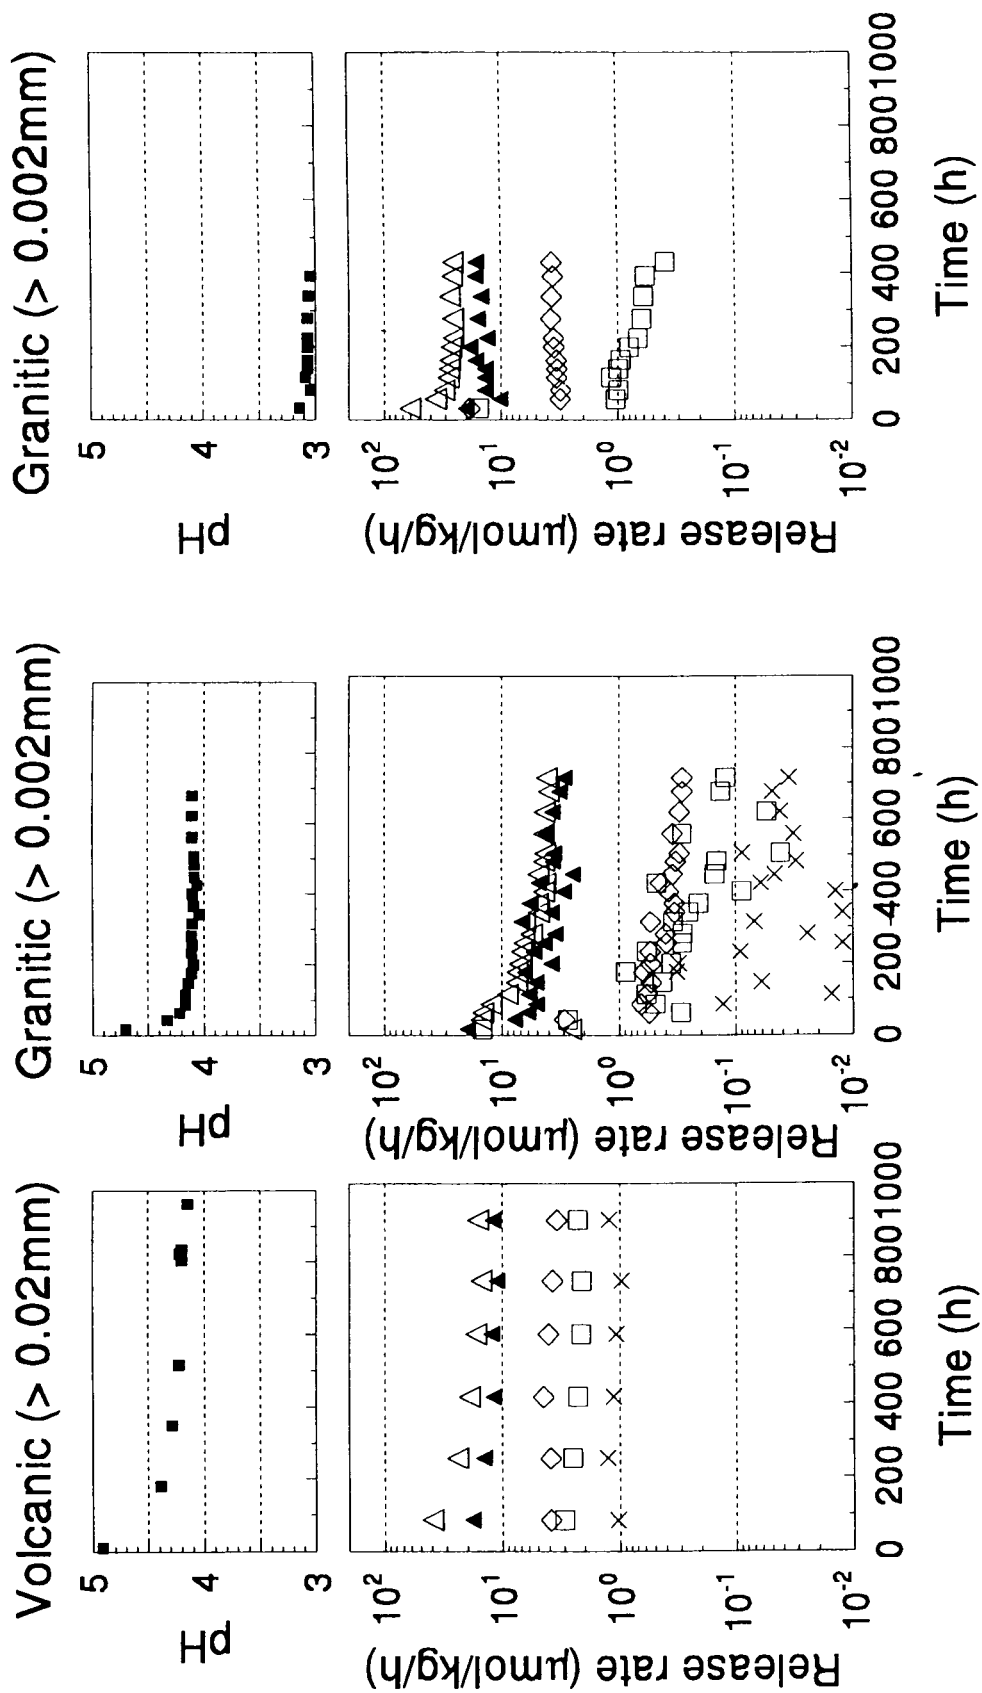 Volcanic (> 0.02mm)
5
4
3
pH
10²
10¹
10⁰
10⁻¹
10⁻²
Release rate (μmol/kg/h)
0 200 400 600 800 1000
Time (h)
Granitic (> 0.002mm)
5
4
3
pH
10²
10¹
10⁰
10⁻¹
10⁻²
Release rate (μmol/kg/h)
0 200 400 600 800 1000
Time (h)
Granitic (> 0.002mm)
5
4
3
pH
10²
10¹
10⁰
10⁻¹
10⁻²
Release rate (μmol/kg/h)
0 200 400 600 800 1000
Time (h)